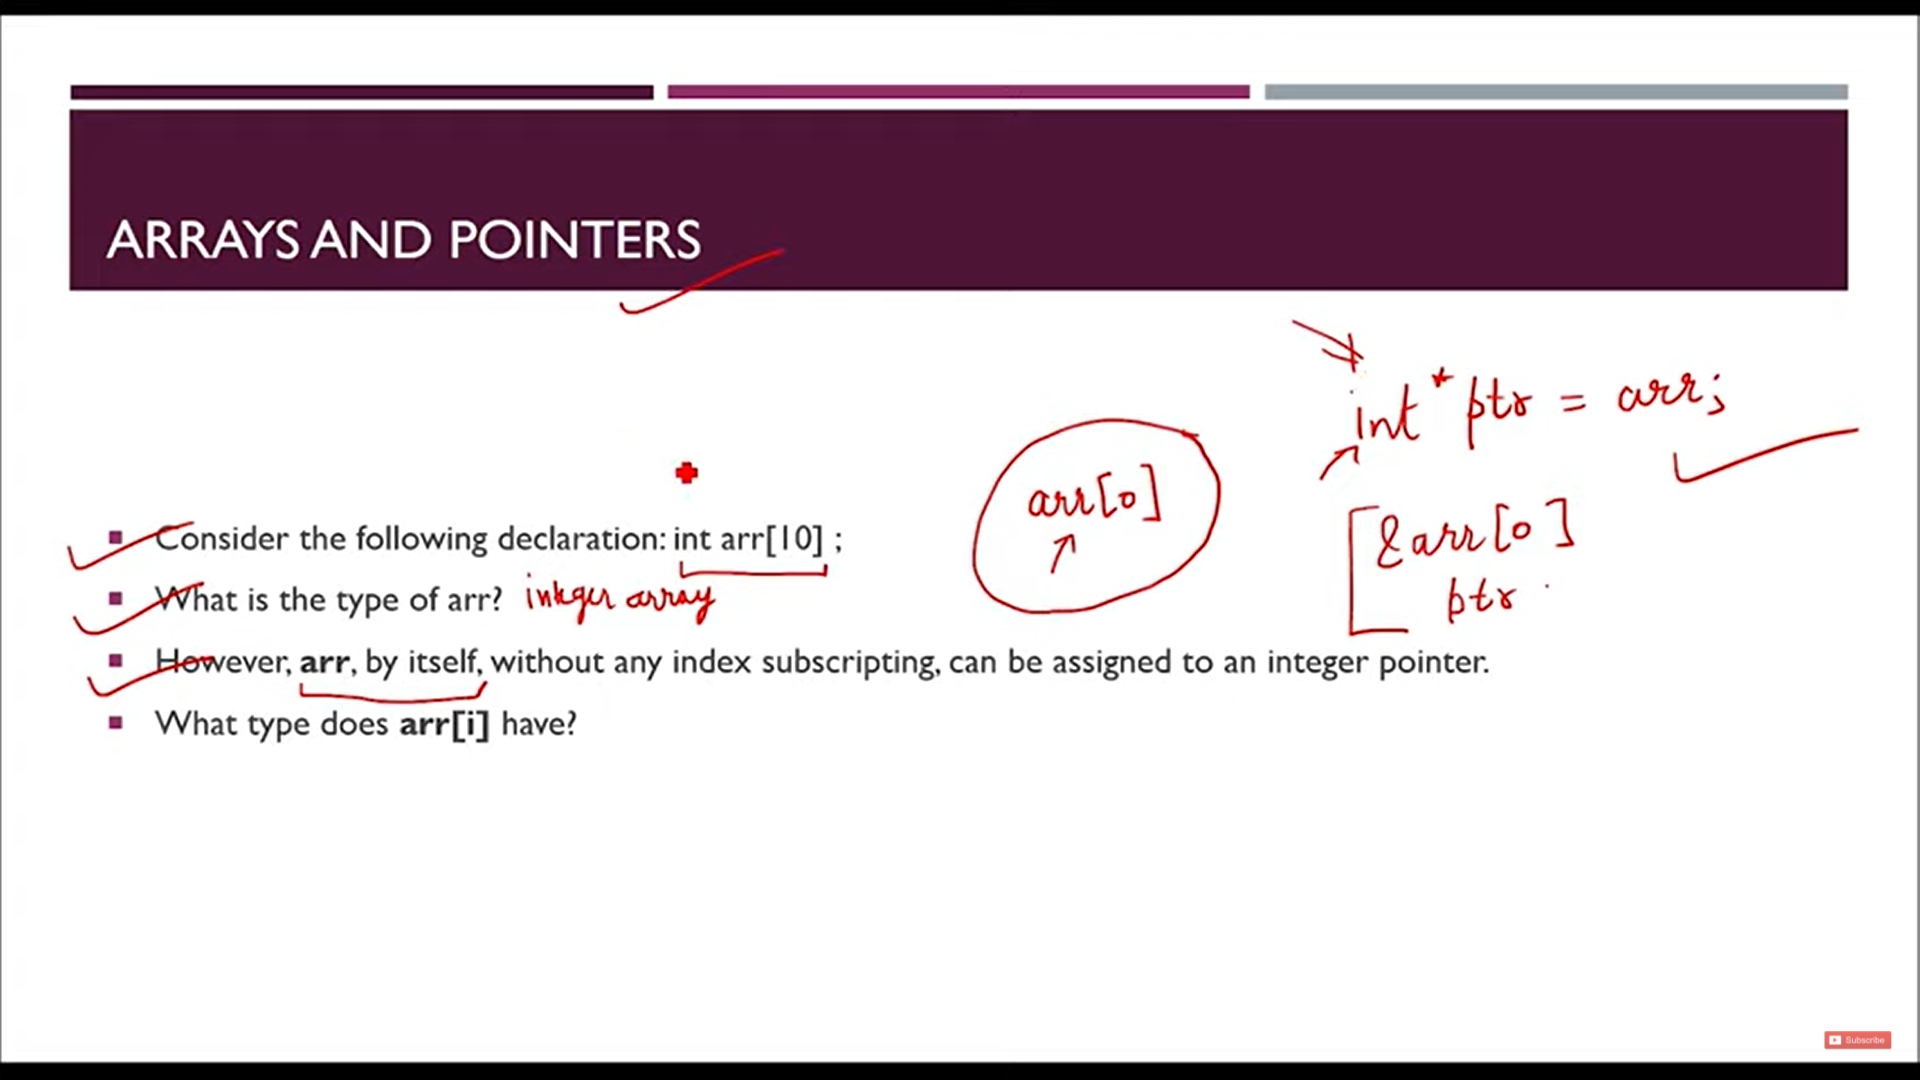 ARRAYS AND POINTERS
int * ptr = arr;
arr[0]
&arr[0]
ptr
Consider the following declaration: int arr[10] ;
What is the type of arr? integer array
However, arr, by itself, without any index subscripting, can be assigned to an integer pointer.
What type does arr[i] have?
Subscribe